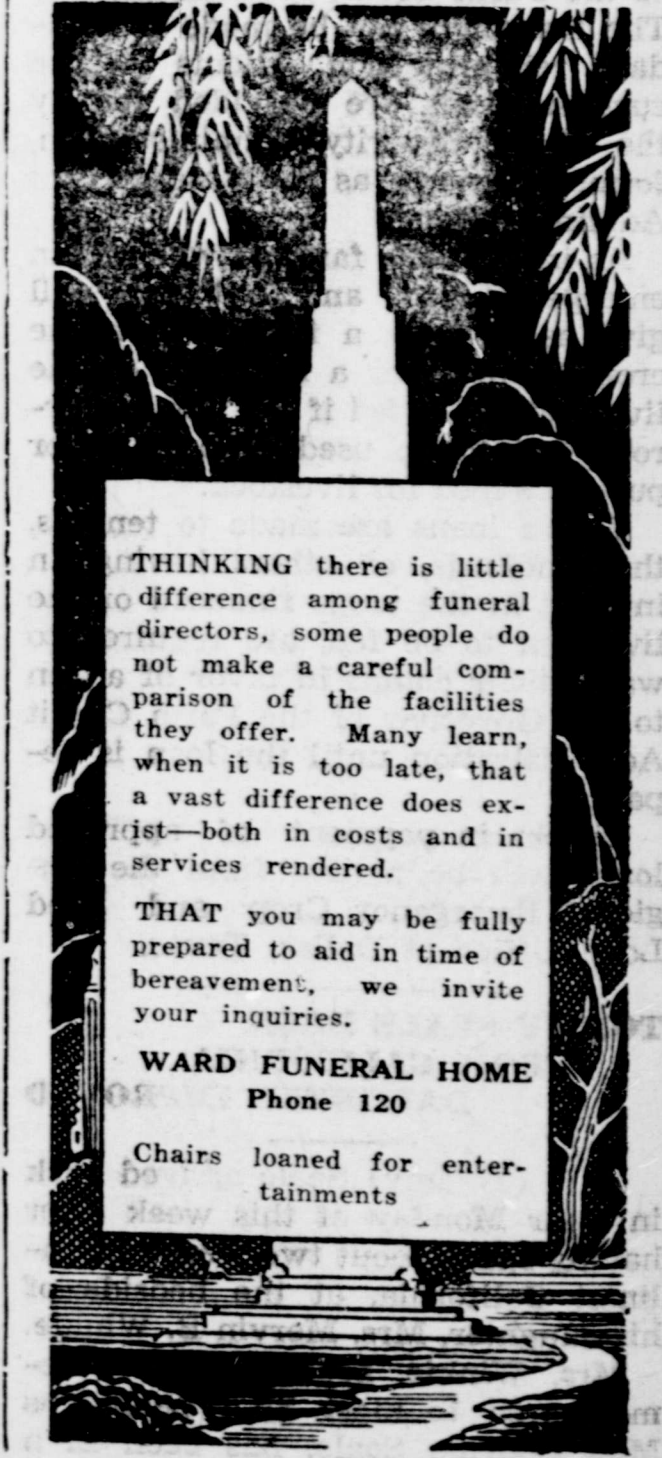 THINKING there is little
difference among funeral
directors, some people do
not make a careful com-
parison of the facilities
they offer. Many learn,
when it is too late, that
a vast difference does ex-
ist—both in costs and in
services rendered.
THAT you may be fully
prepared to aid in time of
bereavement, we invite
your inquiries.
WARD FUNERAL HOME
Phone 120
Chairs loaned for enter-
tainments